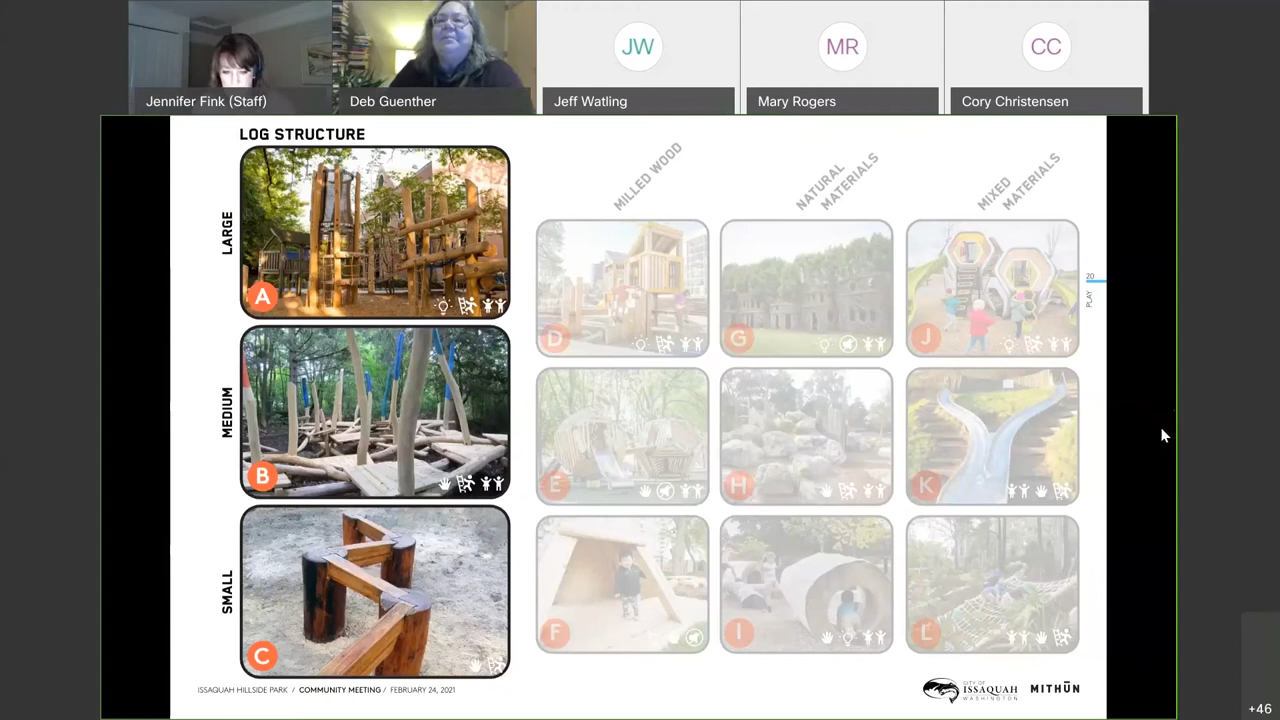 JW
MR
CC
Jennifer Fink (Staff)
Deb Guenther
Jeff Watling
Mary Rogers
Cory Christensen
LOG STRUCTURE
MILLED WOOD
NATURAL
MATERIALS
MIXED
MATERIALS
LARGE
A
D
G
J
20
PLAY
MEDIUM
B
E
H
K
SMALL
C
F
I
L
ISSAQUAH HILLSIDE PARK / COMMUNITY MEETING / FEBRUARY 24, 2021
CITY OF
ISSAQUAH
WASHINGTON
MITHŪN
+46